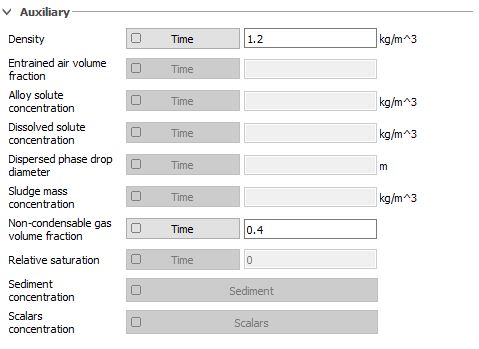 Auxiliary
Density Time 1.2 kg/m^3
Entrained air volume
fraction Time
Alloy solute
concentration Time kg/m^3
Dissolved solute
concentration Time kg/m^3
Dispersed phase drop
diameter Time m
Sludge mass
concentration Time kg/m^3
Non-condensable gas
volume fraction Time 0.4
Relative saturation Time 0
Sediment
concentration Sediment
Scalars
concentration Scalars